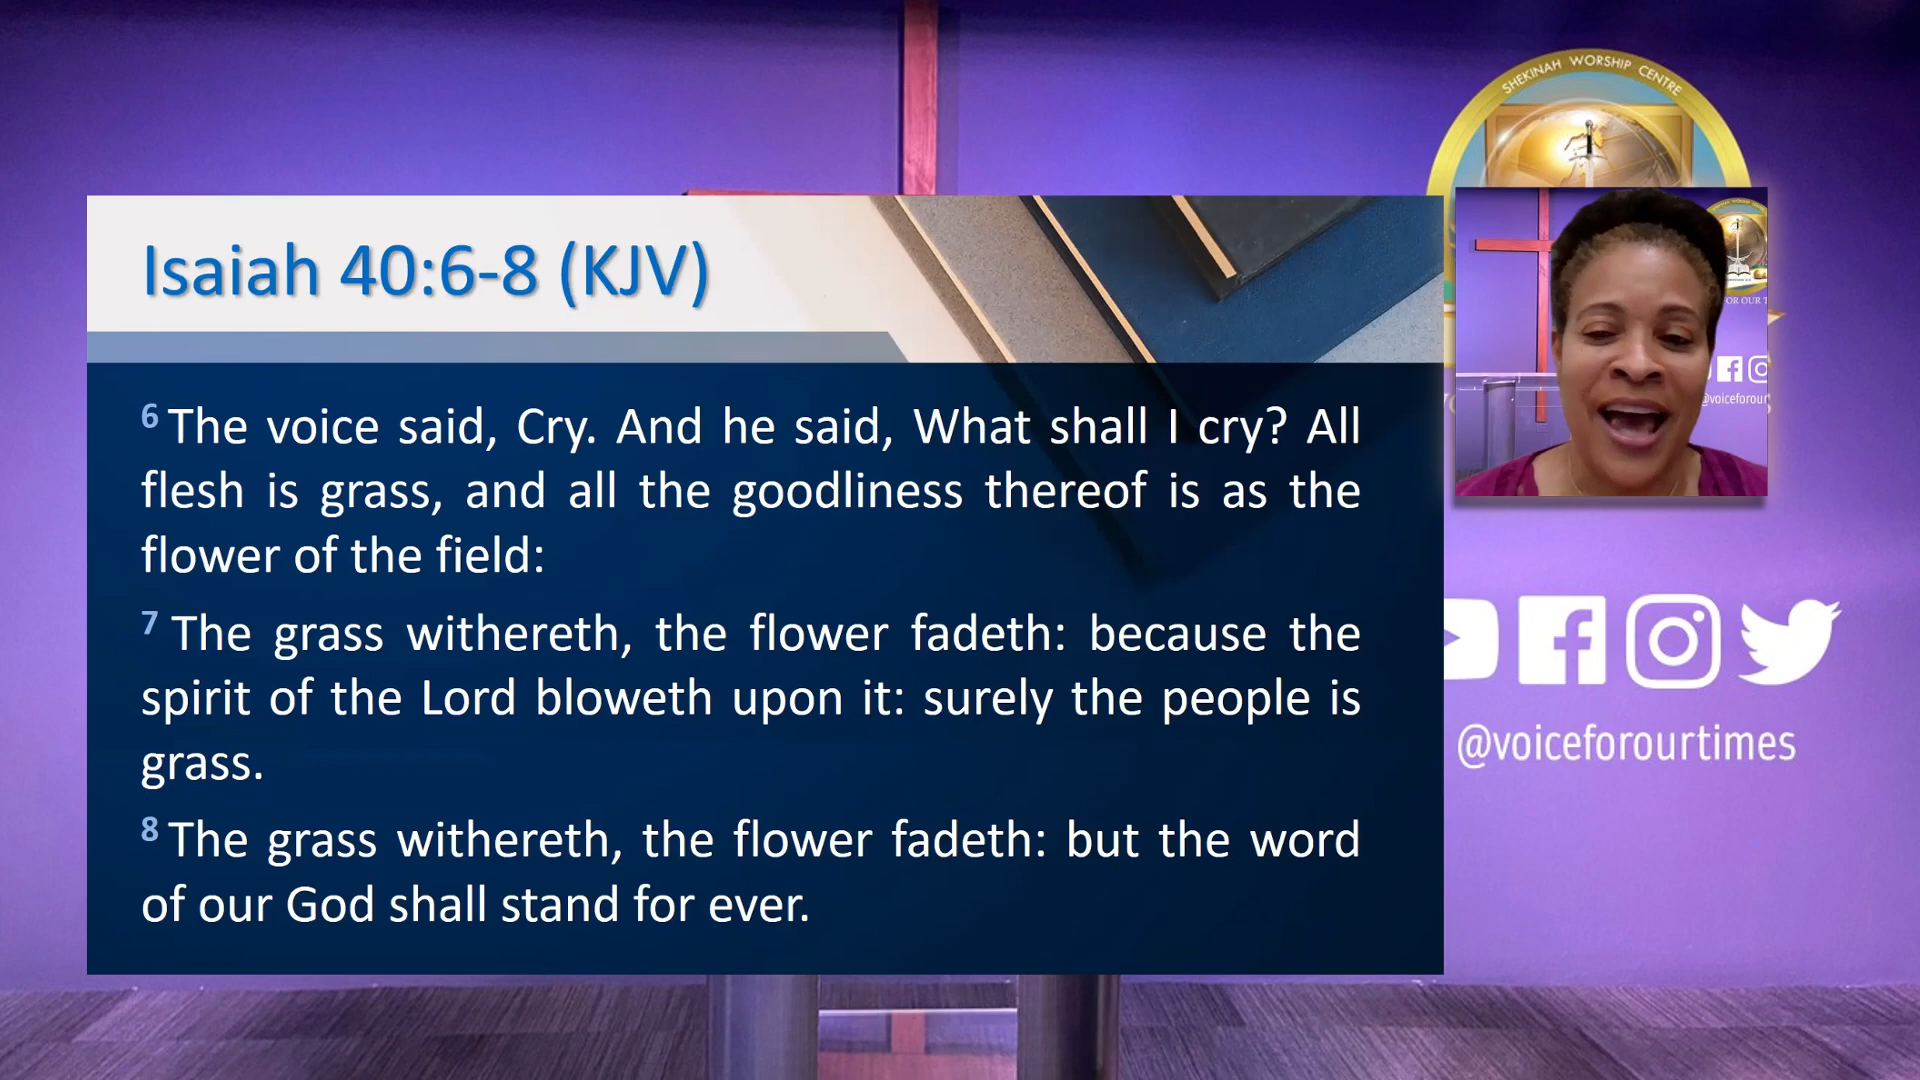 SHEKINAH WORSHIP CENTRE
Isaiah 40:6-8 (KJV)
6 The voice said, Cry. And he said, What shall I cry? All
flesh is grass, and all the goodliness thereof is as the
flower of the field:
7 The grass withereth, the flower fadeth: because the
spirit of the Lord bloweth upon it: surely the people is
grass.
8 The grass withereth, the flower fadeth: but the word
of our God shall stand for ever.
FOR OUR T
@voiceforour
@voiceforourtimes